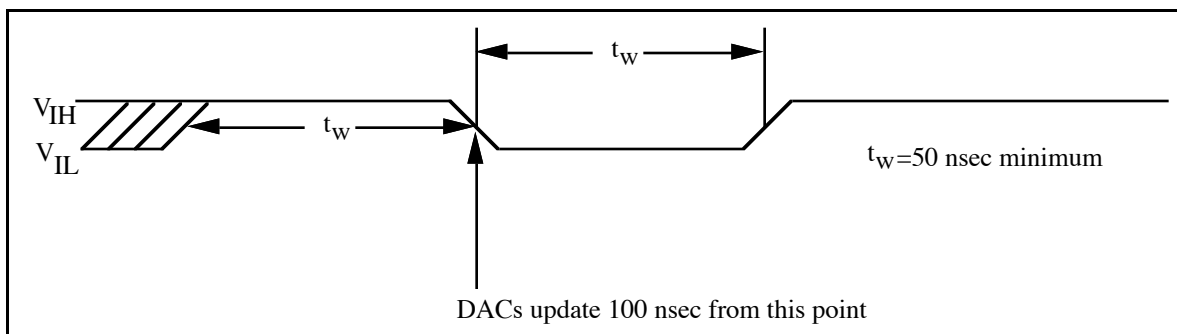 t_w
V_IH
t_w
V_IL
t_w=50 nsec minimum
DACs update 100 nsec from this point